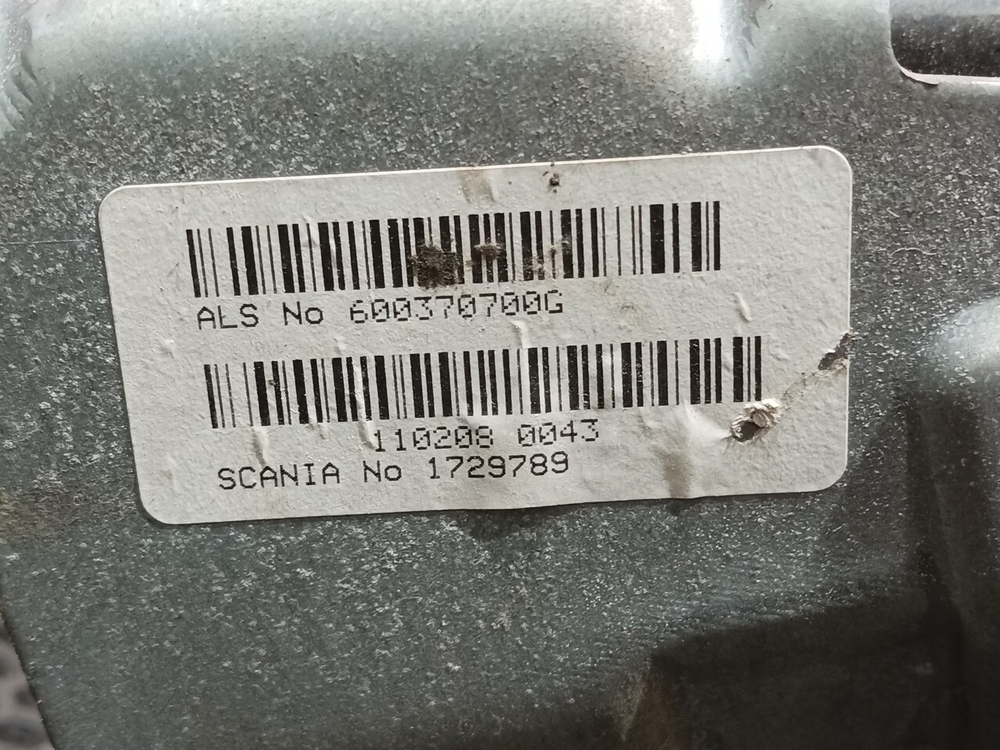 ALS No 600370700G
110208 0043
SCANIA No 1729789